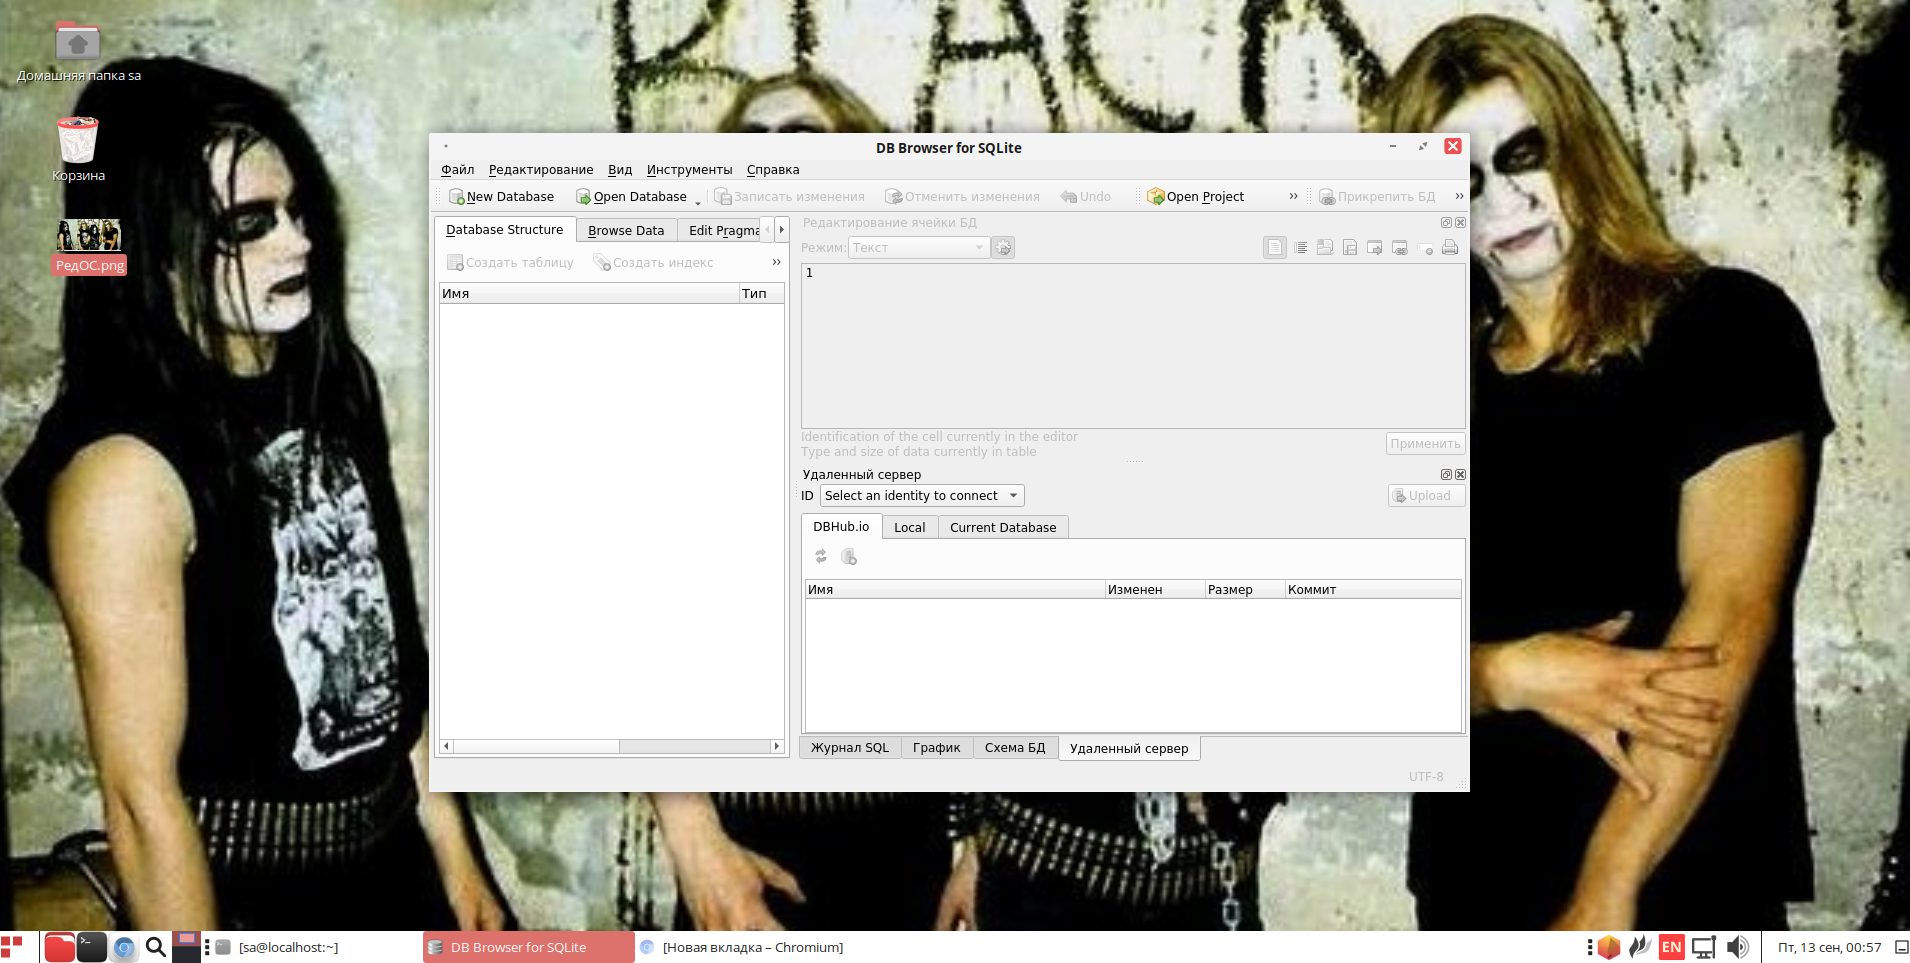 BLACK
Домашняя папка sa
Корзина
РедОС.png
DB Browser for SQLite
Файл Редактирование Вид Инструменты Справка
New Database Open Database Записать изменения Отменить изменения Undo Open Project » Прикрепить БД »
Database Structure Browse Data Edit Pragma
Создать таблицу Создать индекс »
Имя Тип
Редактирование ячейки БД
Режим: Текст
1
Identification of the cell currently in the editor
Type and size of data currently in table
Применить
Удаленный сервер
ID Select an identity to connect Upload
DBHub.io Local Current Database
Имя Изменен Размер Коммит
Журнал SQL График Схема БД Удаленный сервер
UTF-8
[sa@localhost:~] DB Browser for SQLite [Новая вкладка – Chromium] EN Пт, 13 сен, 00:57